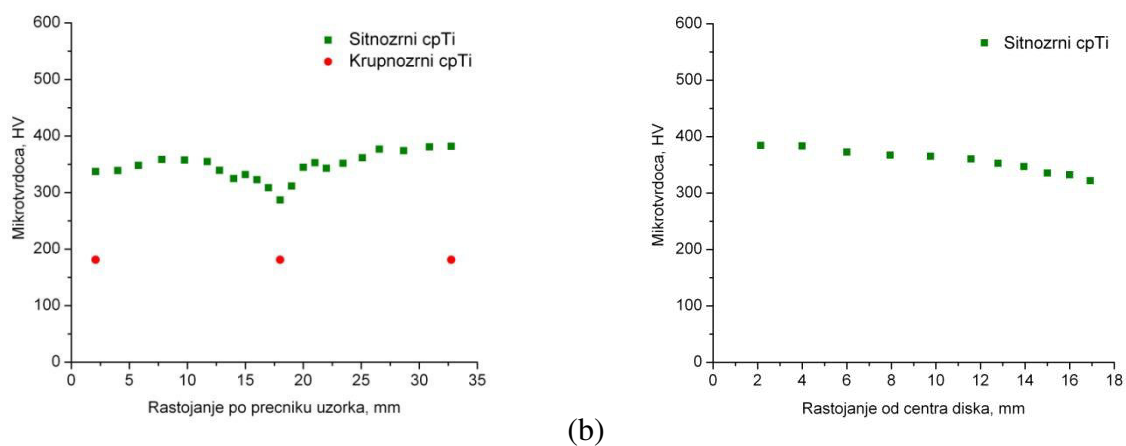 600
500
400
300
200
100
0
Mikrotvrdoca, HV
Sitnozrni cpTi
Krupnozrni cpTi
0 5 10 15 20 25 30 35
Rastojanje po precniku uzorka, mm
600
500
400
300
200
100
0
Mikrotvrdoca, HV
Sitnozrni cpTi
0 2 4 6 8 10 12 14 16 18
Rastojanje od centra diska, mm
(b)